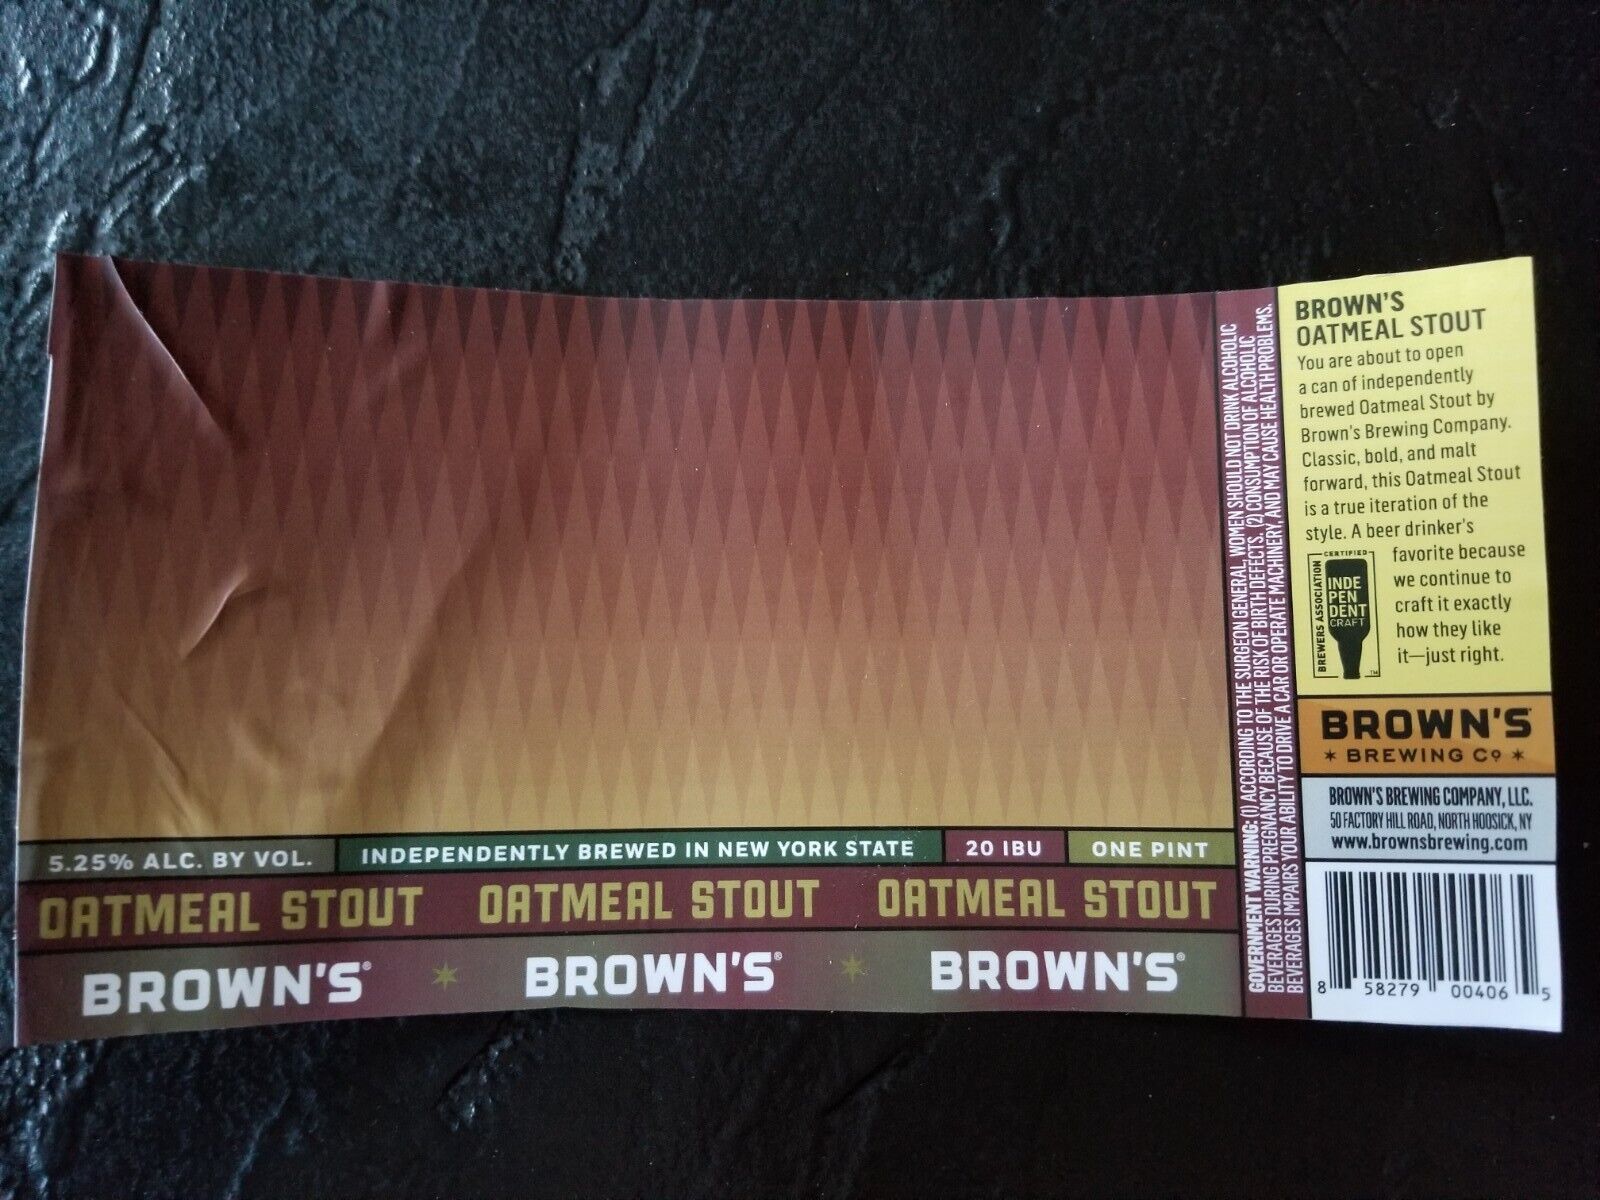 5.25% ALC. BY VOL.
INDEPENDENTLY BREWED IN NEW YORK STATE
20 IBU
ONE PINT
OATMEAL STOUT OATMEAL STOUT OATMEAL STOUT
BROWN'S® BROWN'S® BROWN'S®
GOVERNMENT WARNING: (1) ACCORDING TO THE SURGEON GENERAL, WOMEN SHOULD NOT DRINK ALCOHOLIC
BEVERAGES DURING PREGNANCY BECAUSE OF THE RISK OF BIRTH DEFECTS. (2) CONSUMPTION OF ALCOHOLIC
BEVERAGES IMPAIRS YOUR ABILITY TO DRIVE A CAR OR OPERATE MACHINERY, AND MAY CAUSE HEALTH PROBLEMS.
BROWN'S
OATMEAL STOUT
You are about to open
a can of independently
brewed Oatmeal Stout by
Brown's Brewing Company.
Classic, bold, and malt
forward, this Oatmeal Stout
is a true iteration of the
style. A beer drinker's
favorite because
we continue to
craft it exactly
how they like
it—just right.
BREWERS ASSOCIATION
CERTIFIED
INDE
PEN
DENT
CRAFT
TM
BROWN'S
* BREWING Co *
BROWN'S BREWING COMPANY, LLC.
50 FACTORY HILL ROAD, NORTH HOOSICK, NY
www.brownsbrewing.com
8 58279 00406 5